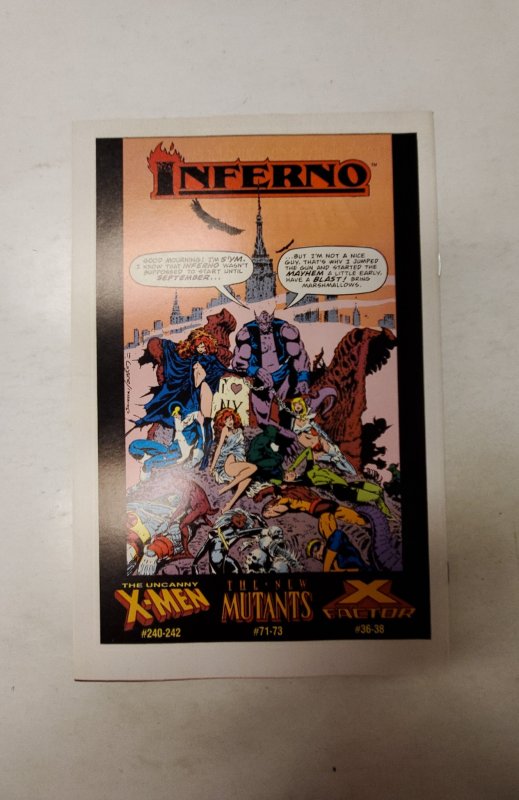 INFERNO™
GOOD MOURNING! I'M S'YM.
I KNOW THAT INFERNO WASN'T
SUPPOSED TO START UNTIL
SEPTEMBER...
...BUT I'M NOT A NICE
GUY. THAT'S WHY I JUMPED
THE GUN AND STARTED THE
MAYHEM A LITTLE EARLY.
HAVE A BLAST! BRING
MARSHMALLOWS.
I ♥
NY
THE UNCANNY
X-MEN
#240-242
THE • NEW
MUTANTS
#71-73
X
FACTOR
#36-38